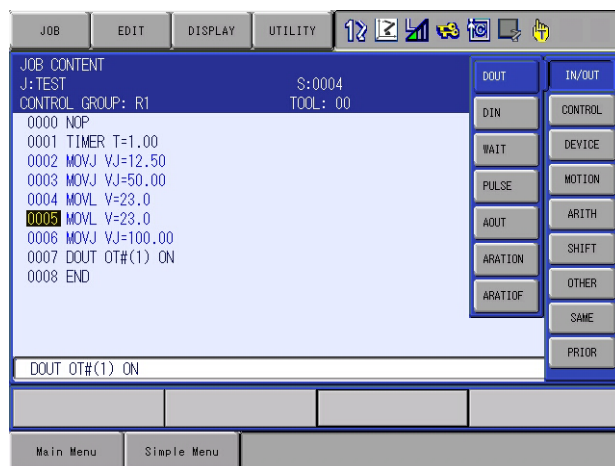 JOB
EDIT
DISPLAY
UTILITY
JOB CONTENT
J:TEST S:0004
CONTROL GROUP: R1 TOOL: 00
0000 NOP
0001 TIMER T=1.00
0002 MOVJ VJ=12.50
0003 MOVJ VJ=50.00
0004 MOVL V=23.0
0005 MOVL V=23.0
0006 MOVJ VJ=100.00
0007 DOUT OT#(1) ON
0008 END
DOUT
DIN
WAIT
PULSE
AOUT
ARATION
ARATIOF
IN/OUT
CONTROL
DEVICE
MOTION
ARITH
SHIFT
OTHER
SAME
PRIOR
DOUT OT#(1) ON
Main Menu
Simple Menu